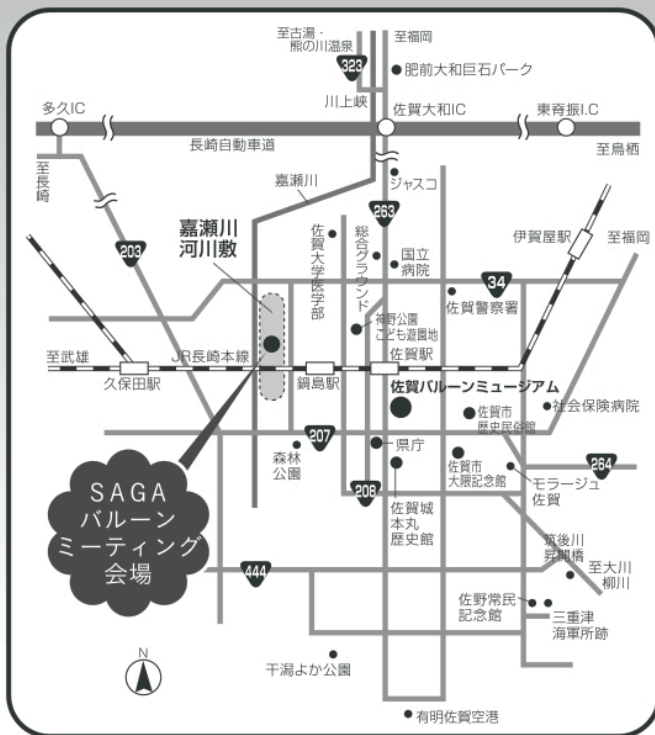 至古湯・
熊の川温泉
至福岡
323
肥前大和巨石パーク
川上峡
多久IC
佐賀大和IC
東脊振I.C
長崎自動車道
至鳥栖
至長崎
嘉瀬川
ジャスコ
263
203
嘉瀬川
河川敷
佐賀大学医学部
総合グラウンド
国立
病院
伊賀屋駅
至福岡
34
佐賀警察署
神野公園
こども遊園地
至武雄
JR長崎本線
佐賀駅
久保田駅
鍋島駅
佐賀バルーンミュージアム
佐賀市
歴史民俗館
社会保険病院
207
森林
公園
県庁
佐賀市
大隈記念館
モラージュ
佐賀
264
208
佐賀城
本丸
歴史館
SAGA
バルーン
ミーティング
会場
筑後川
昇開橋
至大川
柳川
444
佐野常民
記念館
三重津
海軍所跡
N
干潟よか公園
有明佐賀空港